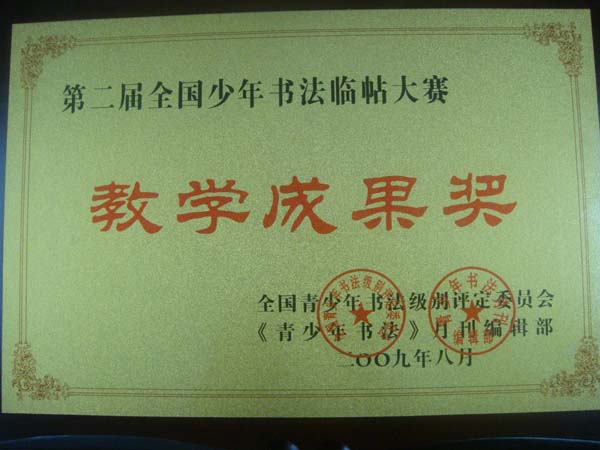 第二届全国少年书法临帖大赛
教学成果奖
全国青少年书法级别评定委员会
《青少年书法》月刊编辑部
二〇〇九年八月